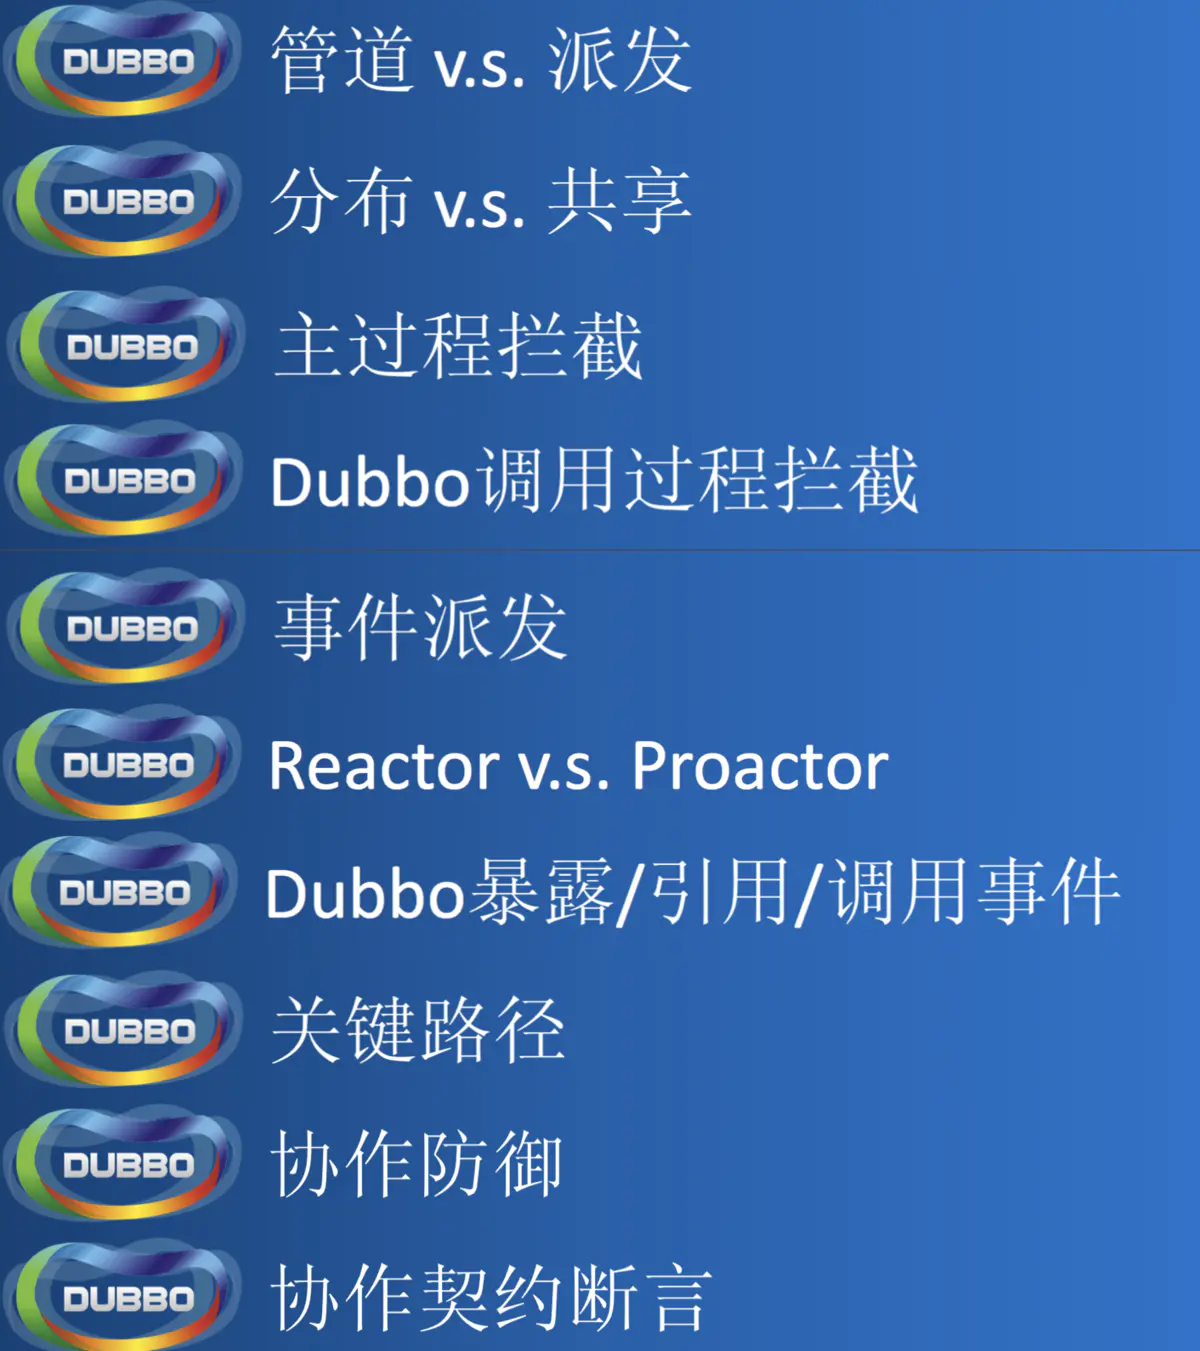 DUBBO 管道 v.s. 派发
DUBBO 分布 v.s. 共享
DUBBO 主过程拦截
DUBBO Dubbo调用过程拦截
DUBBO 事件派发
DUBBO Reactor v.s. Proactor
DUBBO Dubbo暴露/引用/调用事件
DUBBO 关键路径
DUBBO 协作防御
DUBBO 协作契约断言